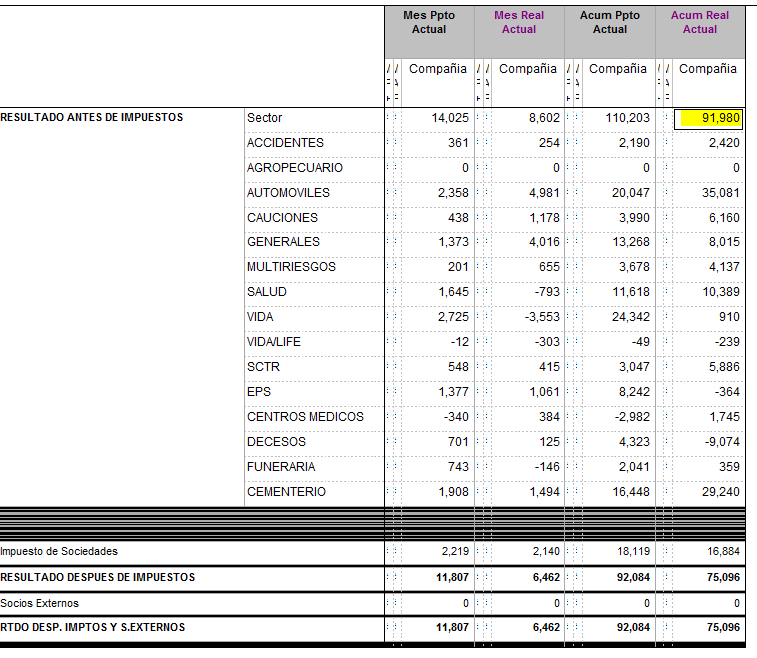 Mes Ppto Actual Mes Real Actual Acum Ppto Actual Acum Real Actual
Compañia Compañia Compañia Compañia
RESULTADO ANTES DE IMPUESTOS Sector 14,025 8,602 110,203 91,980
ACCIDENTES 361 254 2,190 2,420
AGROPECUARIO 0 0 0 0
AUTOMOVILES 2,358 4,981 20,047 35,081
CAUCIONES 438 1,178 3,990 6,160
GENERALES 1,373 4,016 13,268 8,015
MULTIRIESGOS 201 655 3,678 4,137
SALUD 1,645 -793 11,618 10,389
VIDA 2,725 -3,553 24,342 910
VIDA/LIFE -12 -303 -49 -239
SCTR 548 415 3,047 5,886
EPS 1,377 1,061 8,242 -364
CENTROS MEDICOS -340 384 -2,982 1,745
DECESOS 701 125 4,323 -9,074
FUNERARIA 743 -146 2,041 359
CEMENTERIO 1,908 1,494 16,448 29,240
Impuesto de Sociedades 2,219 2,140 18,119 16,884
RESULTADO DESPUES DE IMPUESTOS 11,807 6,462 92,084 75,096
Socios Externos 0 0 0 0
RTDO DESP. IMPTOS Y S.EXTERNOS 11,807 6,462 92,084 75,096